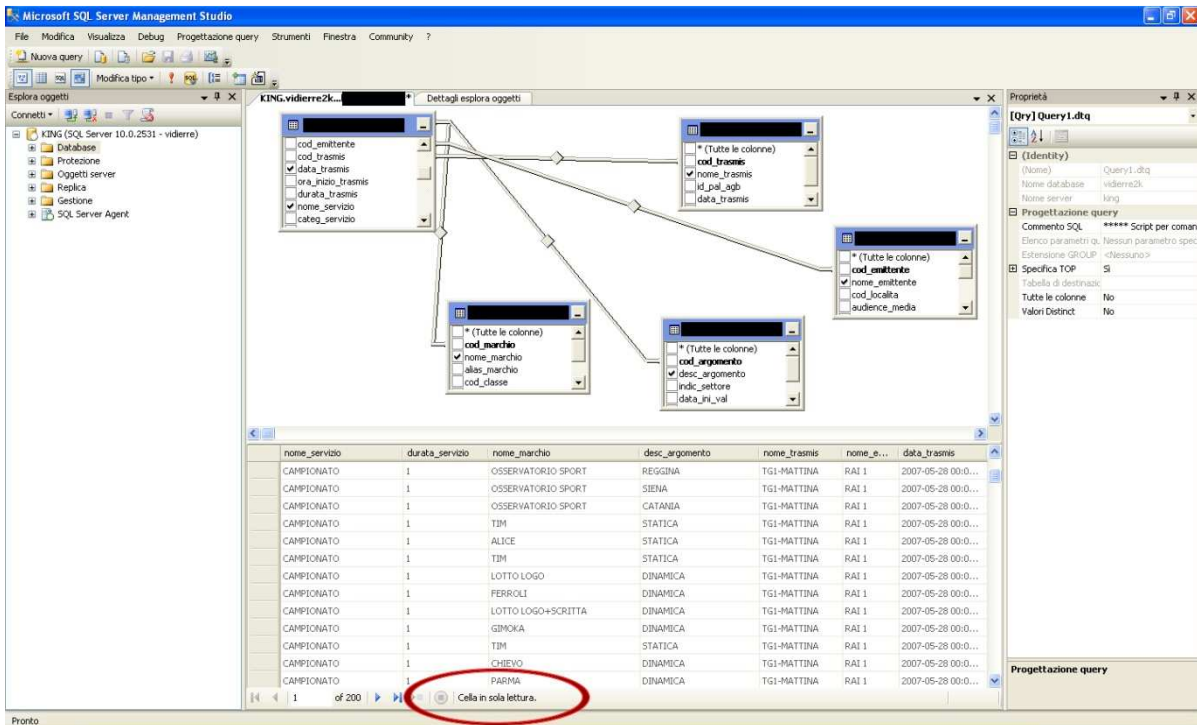 Microsoft SQL Server Management Studio
File Modifica Visualizza Debug Progettazione query Strumenti Finestra Community ?
Nuova query
Modifica tipo
Esplora oggetti
Connetti
KING (SQL Server 10.0.2531 - vidierre)
Database
Protezione
Oggetti server
Replica
Gestione
SQL Server Agent
KING.vidierre2k... * Dettagli esplora oggetti
cod_emittente
cod_trasmis
data_trasmis
ora_inizio_trasmis
durata_trasmis
nome_servizio
categ_servizio
* (Tutte le colonne)
cod_trasmis
nome_trasmis
id_pal_agb
data_trasmis
* (Tutte le colonne)
cod_emittente
nome_emittente
cod_localita
audience_media
* (Tutte le colonne)
cod_marchio
nome_marchio
alias_marchio
cod_classe
* (Tutte le colonne)
cod_argomento
desc_argomento
indic_settore
data_ini_val
nome_servizio durata_servizio nome_marchio desc_argomento nome_trasmis nome_e... data_trasmis
CAMPIONATO 1 OSSERVATORIO SPORT REGGINA TG1-MATTINA RAI 1 2007-05-28 00:0...
CAMPIONATO 1 OSSERVATORIO SPORT SIENA TG1-MATTINA RAI 1 2007-05-28 00:0...
CAMPIONATO 1 OSSERVATORIO SPORT CATANIA TG1-MATTINA RAI 1 2007-05-28 00:0...
CAMPIONATO 1 TIM STATICA TG1-MATTINA RAI 1 2007-05-28 00:0...
CAMPIONATO 1 ALICE STATICA TG1-MATTINA RAI 1 2007-05-28 00:0...
CAMPIONATO 1 TIM STATICA TG1-MATTINA RAI 1 2007-05-28 00:0...
CAMPIONATO 1 LOTTO LOGO DINAMICA TG1-MATTINA RAI 1 2007-05-28 00:0...
CAMPIONATO 1 FERROLI DINAMICA TG1-MATTINA RAI 1 2007-05-28 00:0...
CAMPIONATO 1 LOTTO LOGO+SCRITTA DINAMICA TG1-MATTINA RAI 1 2007-05-28 00:0...
CAMPIONATO 1 GIMOKA DINAMICA TG1-MATTINA RAI 1 2007-05-28 00:0...
CAMPIONATO 1 TIM STATICA TG1-MATTINA RAI 1 2007-05-28 00:0...
CAMPIONATO 1 CHIEVO DINAMICA TG1-MATTINA RAI 1 2007-05-28 00:0...
CAMPIONATO 1 PARMA DINAMICA TG1-MATTINA RAI 1 2007-05-28 00:0...
1 of 200 Cella in sola lettura.
Proprietà
[Qry] Query1.dtq
(Identity)
(Nome) Query1.dtq
Nome database vidierre2k
Nome server king
Progettazione query
Commento SQL ***** Script per coman
Elenco parametri qu. Nessun parametro spec
Estensione GROUP <Nessuno>
Specifica TOP Sì
Tabella di destinazic
Tutte le colonne No
Valori Distinct No
Progettazione query
Pronto